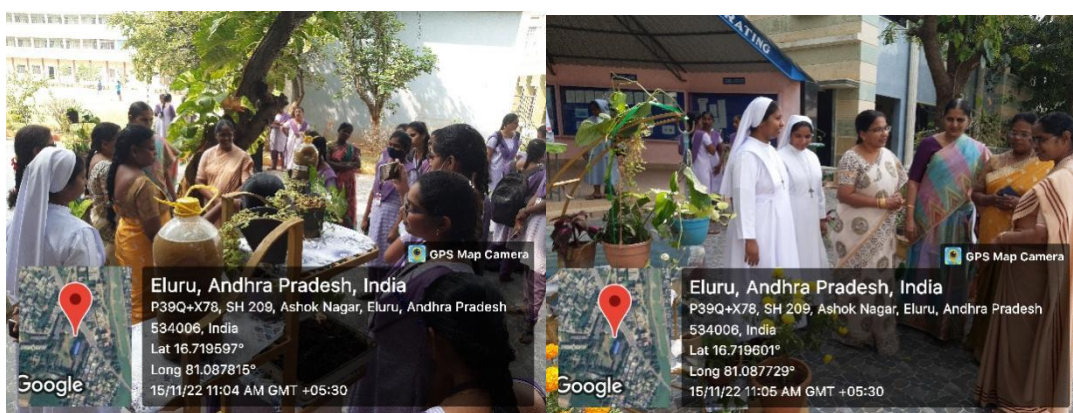 GPS Map Camera
Eluru, Andhra Pradesh, India
P39Q+X78, SH 209, Ashok Nagar, Eluru, Andhra Pradesh
534006, India
Lat 16.719597°
Long 81.087815°
15/11/22 11:04 AM GMT +05:30
Google
RATING
GPS Map Camera
Eluru, Andhra Pradesh, India
P39Q+X78, SH 209, Ashok Nagar, Eluru, Andhra Pradesh
534006, India
Lat 16.719601°
Long 81.087729°
15/11/22 11:05 AM GMT +05:30
Google